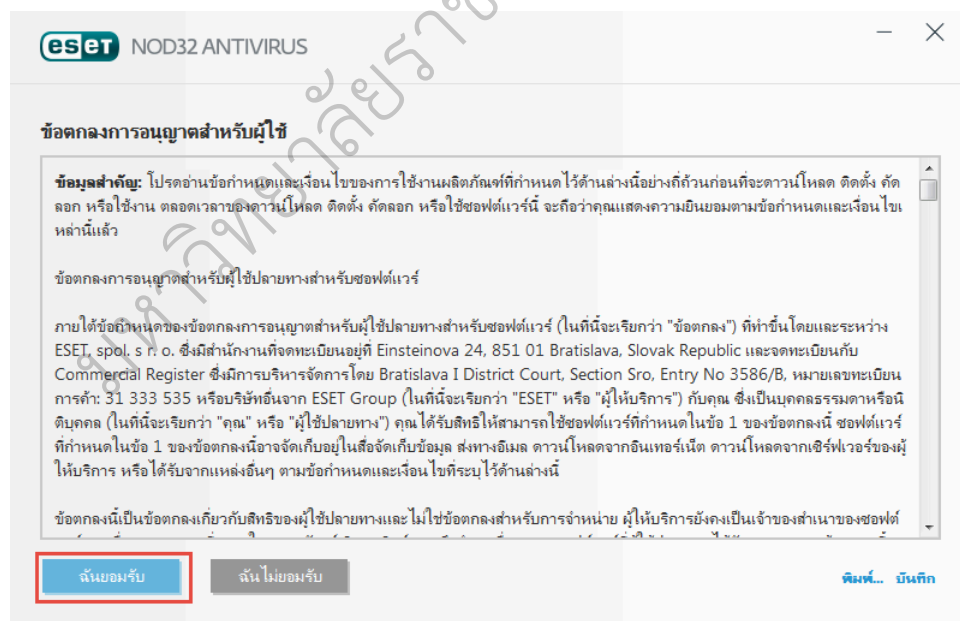 eset NOD32 ANTIVIRUS
ข้อตกลงการอนุญาตสำหรับผู้ใช้
ข้อมูลสำคัญ: โปรดอ่านข้อกำหนดและเงื่อนไขของการใช้งานผลิตภัณฑ์ที่กำหนดไว้ด้านล่างนี้อย่างถี่ถ้วนก่อนที่จะดาวน์โหลด ติดตั้ง คัด
ลอก หรือใช้งาน ตลอดเวลาของดาวน์โหลด ติดตั้ง คัดลอก หรือใช้ซอฟต์แวร์นี้ จะถือว่าคุณแสดงความยินยอมตามข้อกำหนดและเงื่อนไขเ
หล่านี้แล้ว
ข้อตกลงการอนุญาตสำหรับผู้ใช้ปลายทางสำหรับซอฟต์แวร์
ภายใต้ข้อกำหนดของข้อตกลงการอนุญาตสำหรับผู้ใช้ปลายทางสำหรับซอฟต์แวร์ (ในที่นี้จะเรียกว่า "ข้อตกลง") ที่ทำขึ้นโดยและระหว่าง
ESET, spol. s r. o. ซึ่งมีสำนักงานที่จดทะเบียนอยู่ที่ Einsteinova 24, 851 01 Bratislava, Slovak Republic และจดทะเบียนกับ
Commercial Register ซึ่งมีการบริหารจัดการโดย Bratislava I District Court, Section Sro, Entry No 3586/B, หมายเลขทะเบียน
การค้า: 31 333 535 หรือบริษัทอื่นจาก ESET Group (ในที่นี้จะเรียกว่า "ESET" หรือ "ผู้ให้บริการ") กับคุณ ซึ่งเป็นบุคคลธรรมดาหรือนิ
ติบุคคล (ในที่นี้จะเรียกว่า "คุณ" หรือ "ผู้ใช้ปลายทาง") คุณได้รับสิทธิให้สามารถใช้ซอฟต์แวร์ที่กำหนดในข้อ 1 ของข้อตกลงนี้ ซอฟต์แวร์
ที่กำหนดในข้อ 1 ของข้อตกลงนี้อาจจัดเก็บอยู่ในสื่อจัดเก็บข้อมูล ส่งทางอีเมล ดาวน์โหลดจากอินเทอร์เน็ต ดาวน์โหลดจากเซิร์ฟเวอร์ของผู้
ให้บริการ หรือได้รับจากแหล่งอื่นๆ ตามข้อกำหนดและเงื่อนไขที่ระบุไว้ด้านล่างนี้
ข้อตกลงนี้เป็นข้อตกลงเกี่ยวกับสิทธิของผู้ใช้ปลายทางและไม่ใช่ข้อตกลงสำหรับการจำหน่าย ผู้ให้บริการยังคงเป็นเจ้าของสำเนาของซอฟต์
ฉันยอมรับ
ฉันไม่ยอมรับ
พิมพ์... บันทึก
มหาวิทยาลัยราช